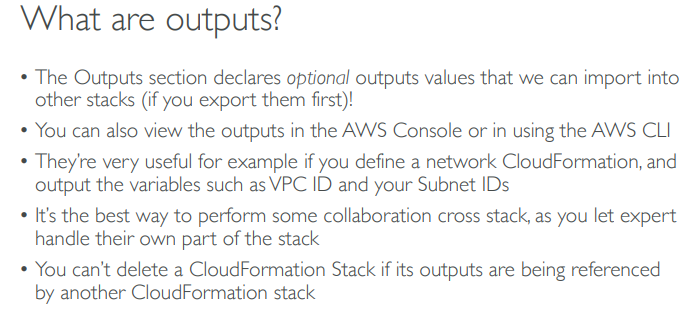 What are outputs?
• The Outputs section declares optional outputs values that we can import into
other stacks (if you export them first)!
• You can also view the outputs in the AWS Console or in using the AWS CLI
• They're very useful for example if you define a network CloudFormation, and
output the variables such as VPC ID and your Subnet IDs
• It's the best way to perform some collaboration cross stack, as you let expert
handle their own part of the stack
• You can't delete a CloudFormation Stack if its outputs are being referenced
by another CloudFormation stack